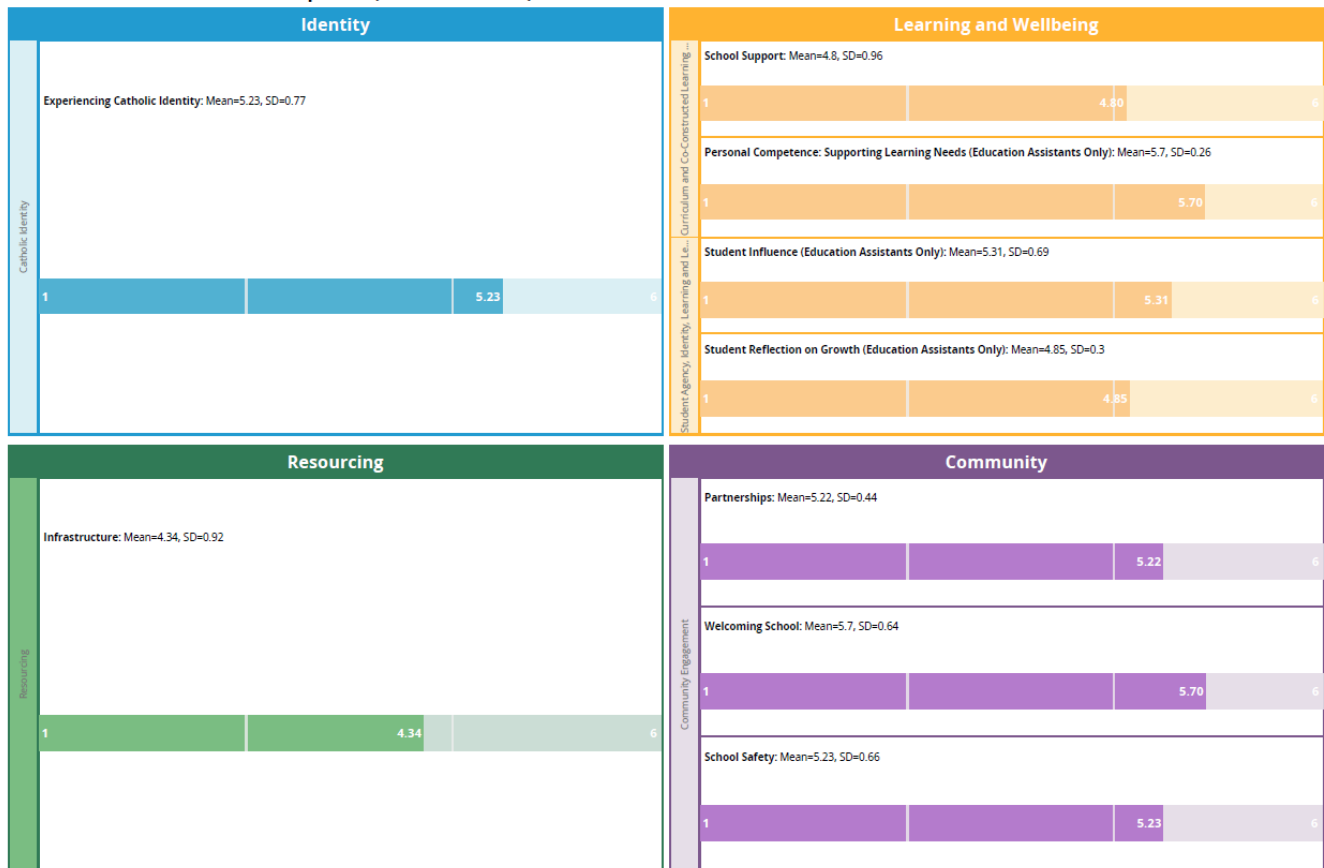 Identity
Catholic Identity
Experiencing Catholic Identity: Mean=5.23, SD=0.77
1 5.23 6
Learning and Wellbeing
Curriculum and Co-Constructed Learning ...
School Support: Mean=4.8, SD=0.96
1 4.80 6
Personal Competence: Supporting Learning Needs (Education Assistants Only): Mean=5.7, SD=0.26
1 5.70 6
Student Agency, Identity, Learning and Le...
Student Influence (Education Assistants Only): Mean=5.31, SD=0.69
1 5.31 6
Student Reflection on Growth (Education Assistants Only): Mean=4.85, SD=0.3
1 4.85 6
Resourcing
Resourcing
Infrastructure: Mean=4.34, SD=0.92
1 4.34 6
Community
Community Engagement
Partnerships: Mean=5.22, SD=0.44
1 5.22 6
Welcoming School: Mean=5.7, SD=0.64
1 5.70 6
School Safety: Mean=5.23, SD=0.66
1 5.23 6